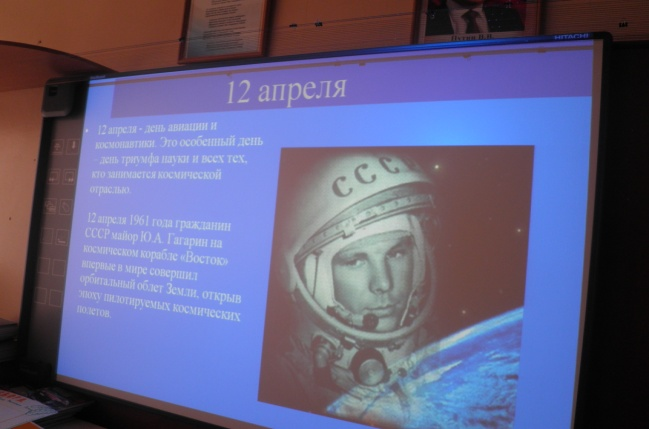 Путин В.В.
HITACHI
12 апреля
12 апреля - день авиации и
космонавтики. Это особенный день
- день триумфа науки и всех тех,
кто занимается космической
отраслью.
12 апреля 1961 года гражданин
СССР майор Ю.А. Гагарин на
космическом корабле «Восток»
впервые в мире совершил
орбитальный облет Земли, открыв
эпоху пилотируемых космических
полетов.
СССР